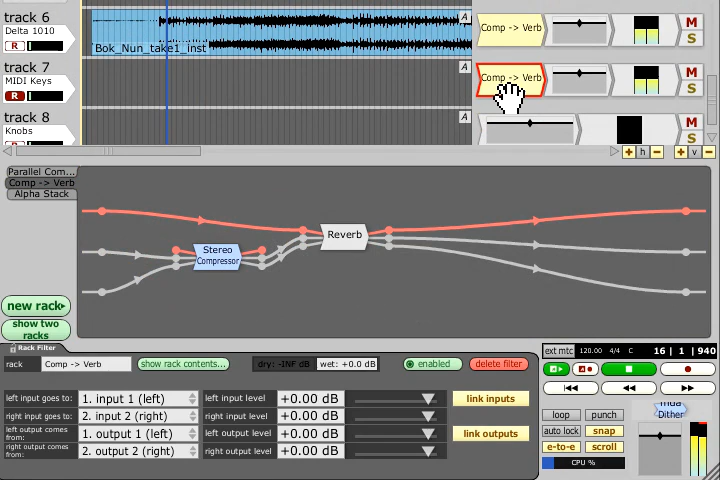 track 6
Delta 1010
R
Bok_Nun_take1_inst
A
Comp -> Verb
M
S
track 7
MIDI Keys
R
A
Comp -> Verb
M
S
track 8
Knobs
A
M
S
+ h − + v −
Parallel Com...
Comp -> Verb
Alpha Stack
Reverb
Stereo
Compressor
new rack
show two
racks
Rack Filter
rack
Comp -> Verb
show rack contents...
dry: -INF dB
wet: +0.0 dB
enabled
delete filter
left input goes to:
1. input 1 (left)
left input level
+0.00 dB
link inputs
right input goes to:
2. input 2 (right)
right input level
+0.00 dB
left output comes
from:
1. output 1 (left)
left output level
+0.00 dB
link outputs
right output comes
from:
2. output 2 (right)
right output level
+0.00 dB
ext mtc
120.00
4/4
C
16 | 1 | 940
loop
punch
auto lock
snap
e-to-e
scroll
CPU %
Dither